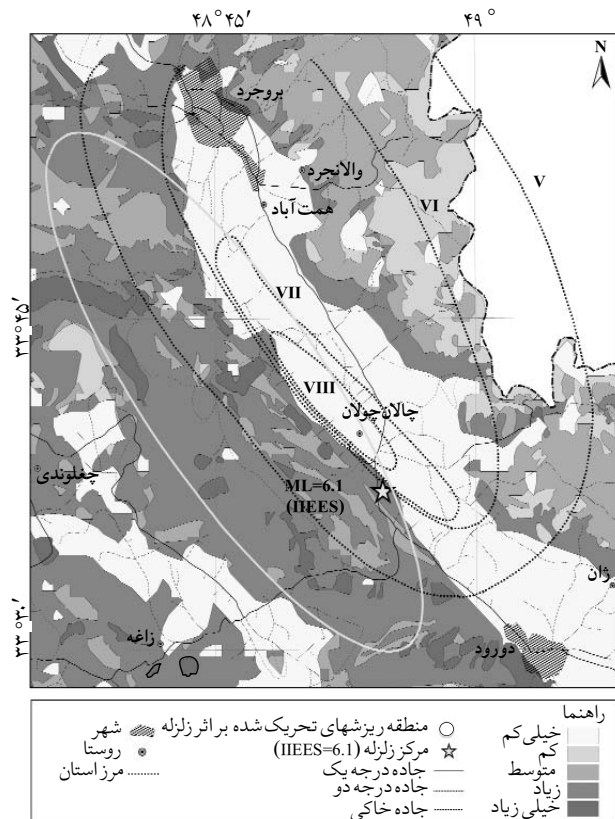 ۴۸°۴۵′
۴۹°
N
بروجرد
والانجرد
همت‌آباد
V
VI
VII
۳۳°۴۵′
VIII
چالان‌چولان
چغلوندی
ML=6.1
(IIEES)
ژان
۳۳°۳۰′
زاغه
دورود
راهنما
خیلی کم
کم
متوسط
زیاد
خیلی زیاد
منطقه ریزشهای تحریک شده بر اثر زلزله
مرکز زلزله (IIEES=6.1)
جاده درجه یک
جاده درجه دو
جاده خاکی
شهر
روستا
مرز استان